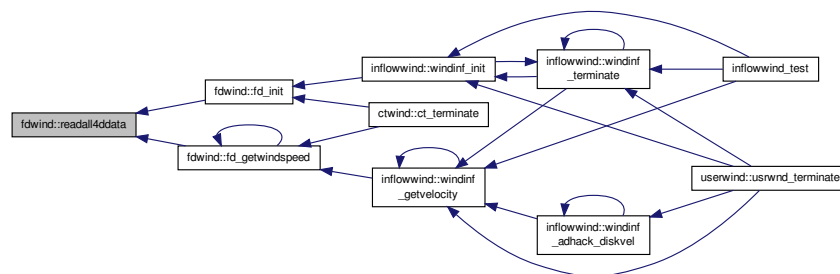 fdwind::readall4ddata
fdwind::fd_init
fdwind::fd_getwindspeed
inflowwind::windinf_init
ctwind::ct_terminate
inflowwind::windinf
_getvelocity
inflowwind::windinf
_terminate
inflowwind::windinf
_adhack_diskvel
inflowwind_test
userwind::usrwnd_terminate